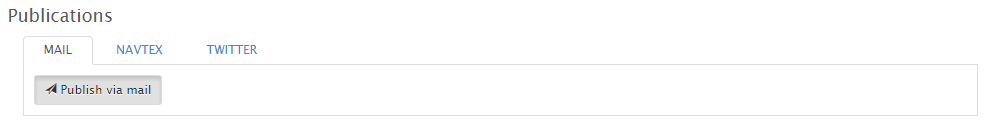 Publications
MAIL NAVTEX TWITTER
Publish via mail